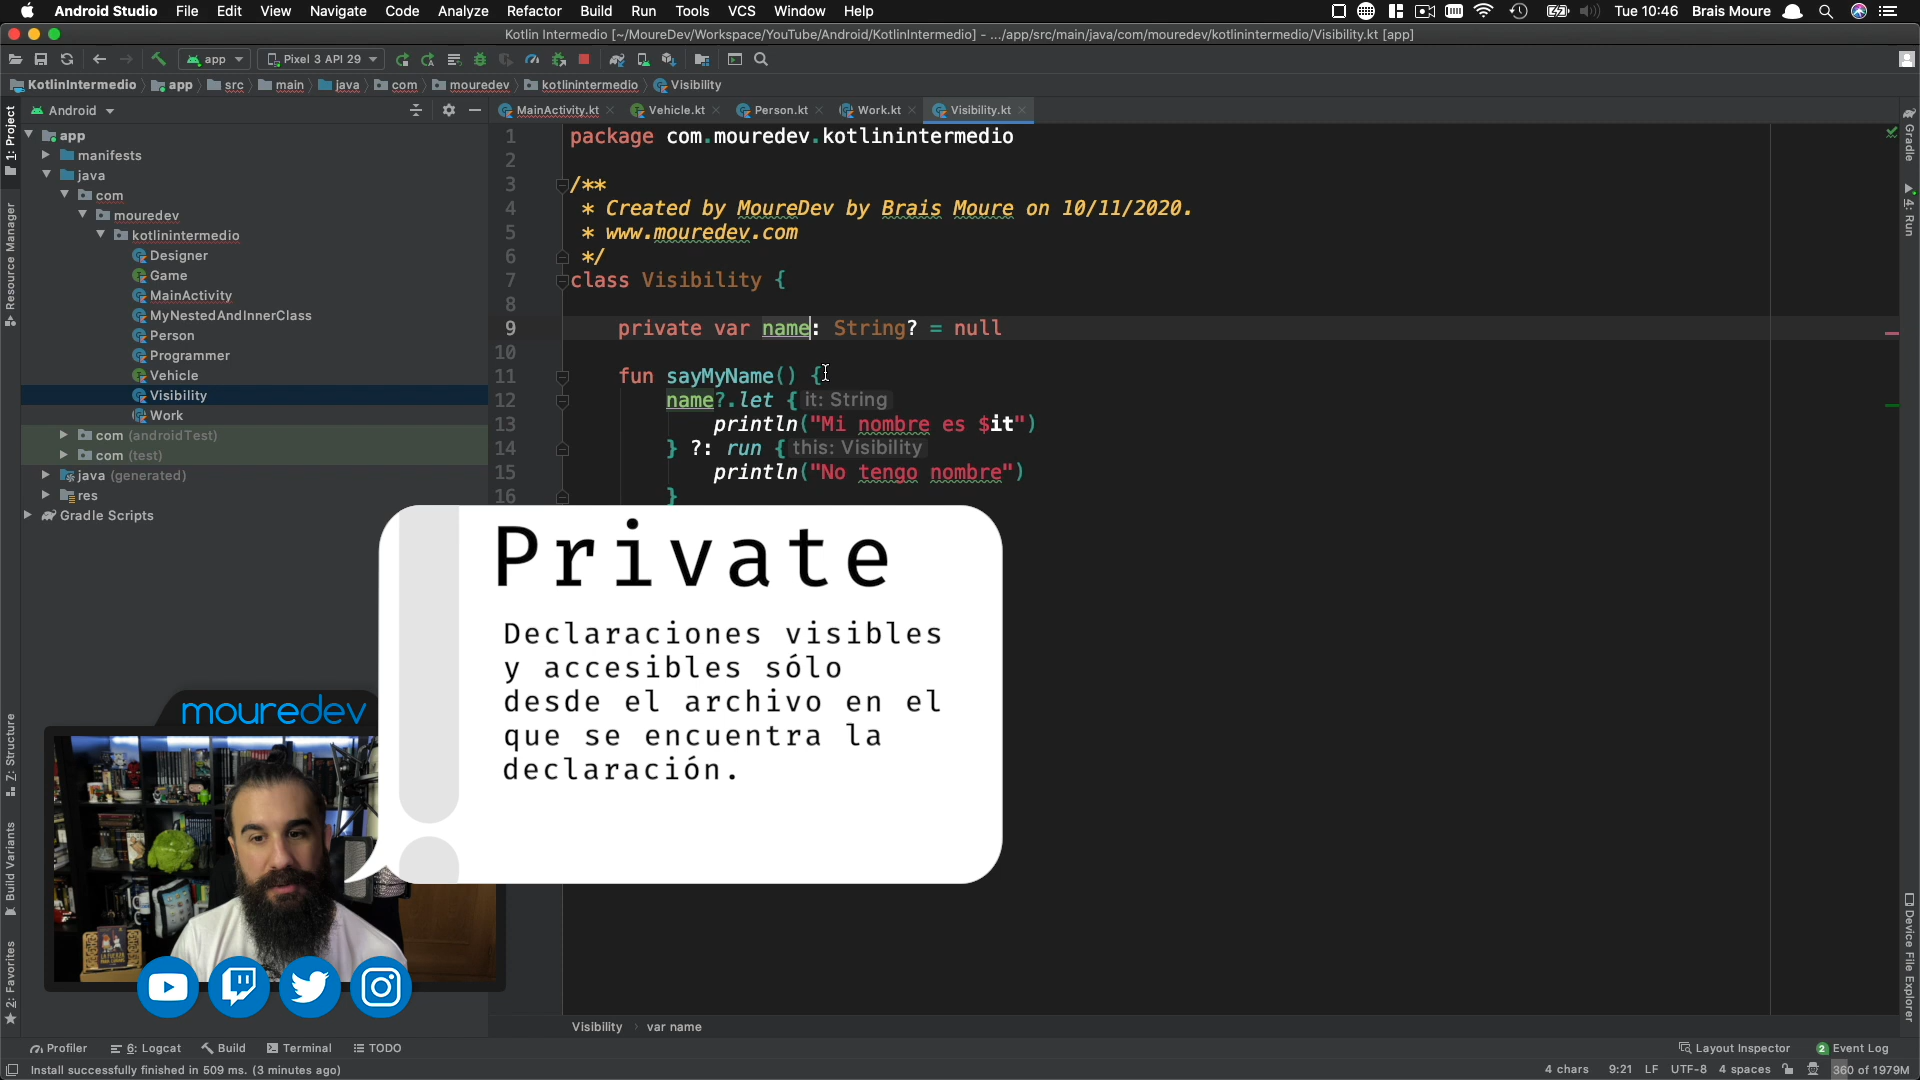 Android Studio File Edit View Navigate Code Analyze Refactor Build Run Tools VCS Window Help Tue 10:46 Brais Moure
Kotlin Intermedio [~/MoureDev/Workspace/YouTube/Android/KotlinIntermedio] - .../app/src/main/java/com/mouredev/kotlinintermedio/Visibility.kt [app]
app Pixel 3 API 29
KotlinIntermedio app src main java com mouredev kotlinintermedio Visibility
Android
MainActivity.kt Vehicle.kt Person.kt Work.kt Visibility.kt
1: Project
Resource Manager
Z: Structure
Build Variants
2: Favorites
app
manifests
java
com
mouredev
kotlinintermedio
Designer
Game
MainActivity
MyNestedAndInnerClass
Person
Programmer
Vehicle
Visibility
Work
com (androidTest)
com (test)
java (generated)
res
Gradle Scripts
1 package com.mouredev.kotlinintermedio
2
3 /**
4 * Created by MoureDev by Brais Moure on 10/11/2020.
5 * www.mouredev.com
6 */
7 class Visibility {
8
9 private var name: String? = null
10
11 fun sayMyName() {
12 name?.let { it: String
13 println("Mi nombre es $it")
14 } ?: run { this: Visibility
15 println("No tengo nombre")
16 }
Private
Declaraciones visibles
y accesibles sólo
desde el archivo en el
que se encuentra la
declaración.
mouredev
Gradle
4: Run
Device File Explorer
Visibility var name
Profiler 6: Logcat Build Terminal TODO Layout Inspector 2 Event Log
Install successfully finished in 509 ms. (3 minutes ago) 4 chars 9:21 LF UTF-8 4 spaces 360 of 1979M